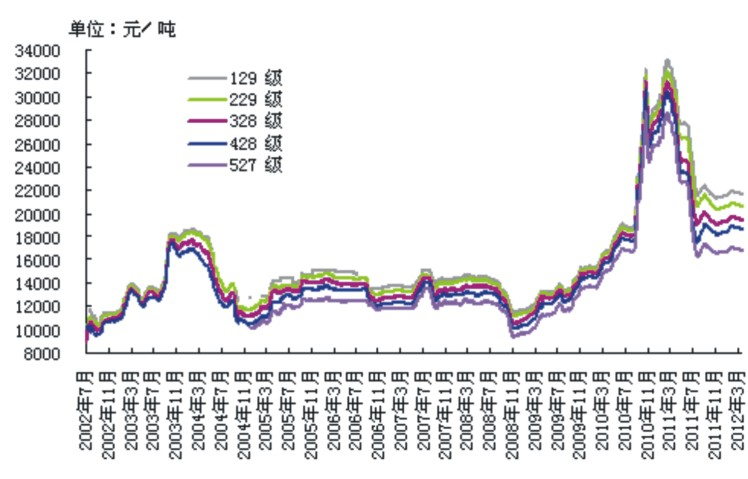 单位：元/吨
34000
32000
30000
28000
26000
24000
22000
20000
18000
16000
14000
12000
10000
8000
129 级
229 级
328 级
428 级
527 级
2002年7月
2002年11月
2003年3月
2003年7月
2003年11月
2004年3月
2004年7月
2004年11月
2005年3月
2005年7月
2005年11月
2006年3月
2006年7月
2006年11月
2007年3月
2007年7月
2007年11月
2008年3月
2008年7月
2008年11月
2009年3月
2009年7月
2009年11月
2010年3月
2010年7月
2010年11月
2011年3月
2011年7月
2011年11月
2012年3月